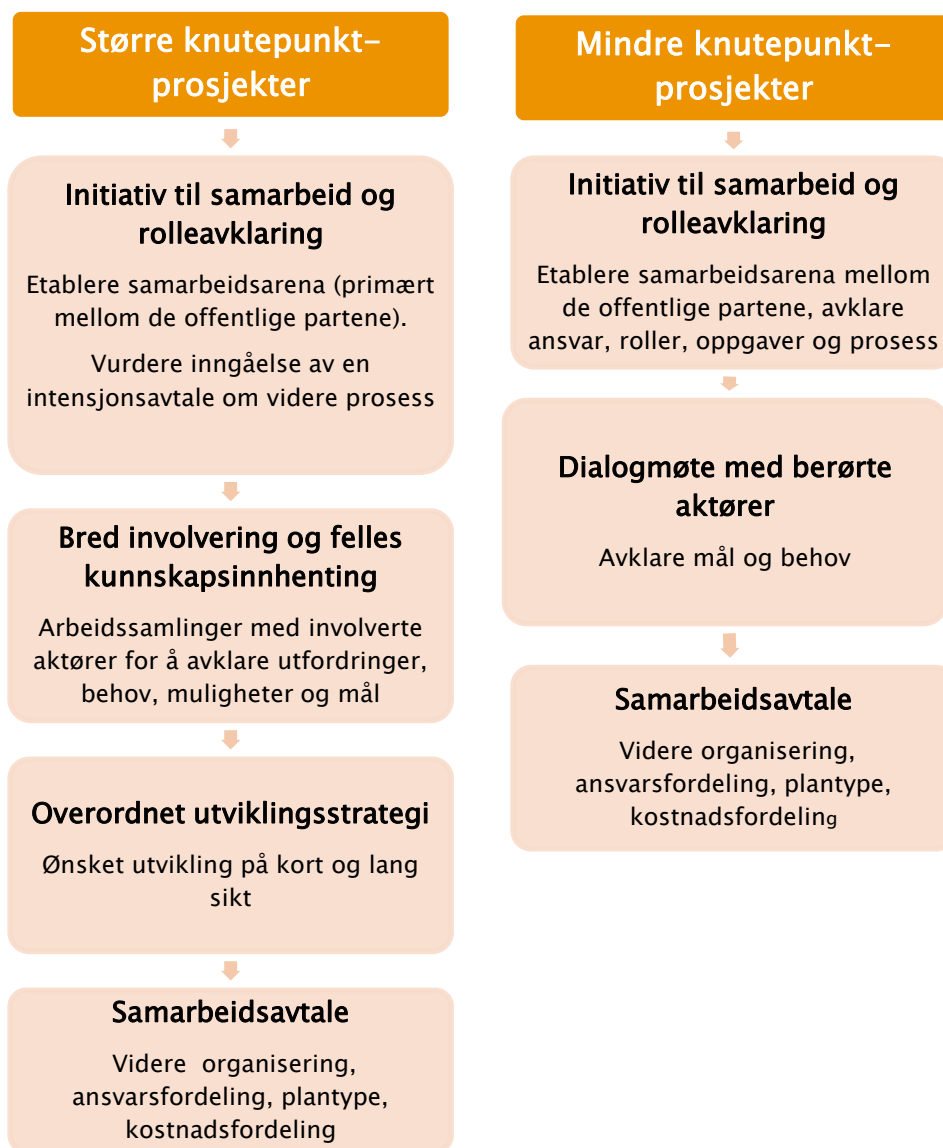 Større knutepunkt-
prosjekter
Initiativ til samarbeid og
rolleavklaring
Etablere samarbeidsarena (primært
mellom de offentlige partene).
Vurdere inngåelse av en
intensjonsavtale om videre prosess
Bred involvering og felles
kunnskapsinnhenting
Arbeidssamlinger med involverte
aktører for å avklare utfordringer,
behov, muligheter og mål
Overordnet utviklingsstrategi
Ønsket utvikling på kort og lang
sikt
Samarbeidsavtale
Videre organisering,
ansvarsfordeling, plantype,
kostnadsfordeling
Mindre knutepunkt-
prosjekter
Initiativ til samarbeid og
rolleavklaring
Etablere samarbeidsarena mellom
de offentlige partene, avklare
ansvar, roller, oppgaver og prosess
Dialogmøte med berørte
aktører
Avklare mål og behov
Samarbeidsavtale
Videre organisering,
ansvarsfordeling, plantype,
kostnadsfordeling